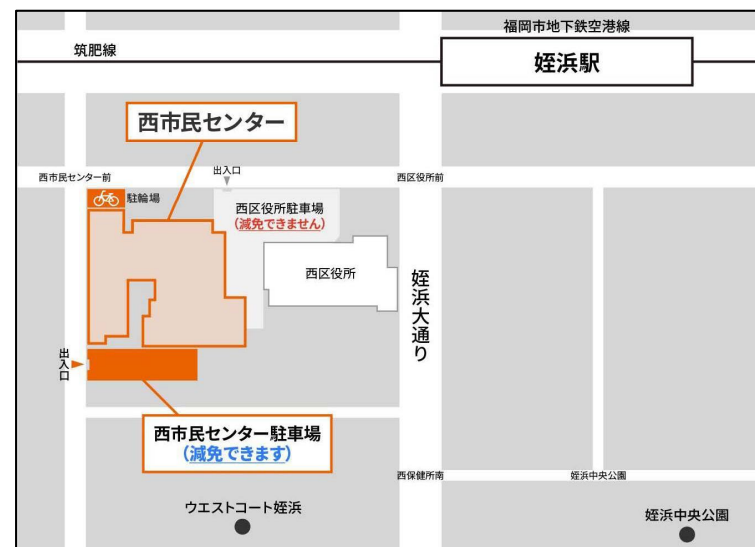 福岡市地下鉄空港線
筑肥線
姪浜駅
西市民センター
西市民センター前
出入口
西区役所前
駐輪場
西区役所駐車場
（減免できません）
西区役所
姪浜大通り
出入口
西市民センター駐車場
（減免できます）
西保健所南
姪浜中央公園
ウエストコート姪浜
姪浜中央公園